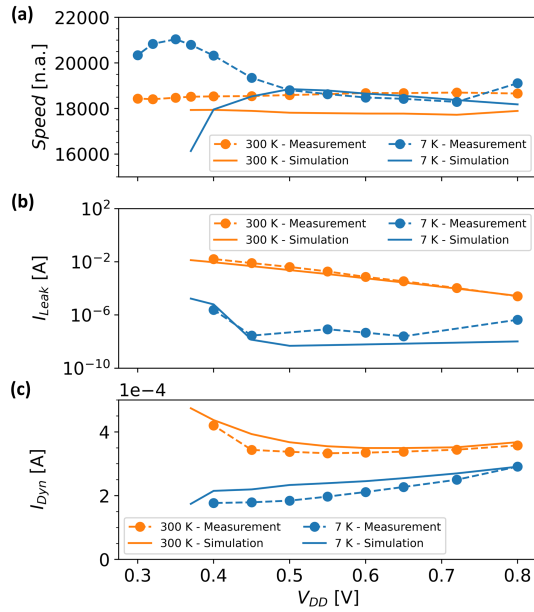 (a)
22000
20000
18000
16000
Speed [n.a.]
300 K - Measurement
300 K - Simulation
7 K - Measurement
7 K - Simulation
(b)
10^2
10^-2
10^-6
10^-10
I_Leak [A]
300 K - Measurement
300 K - Simulation
7 K - Measurement
7 K - Simulation
(c)
1e-4
4
2
0
I_Dyn [A]
300 K - Measurement
300 K - Simulation
7 K - Measurement
7 K - Simulation
0.3 0.4 0.5 0.6 0.7 0.8
V_DD [V]